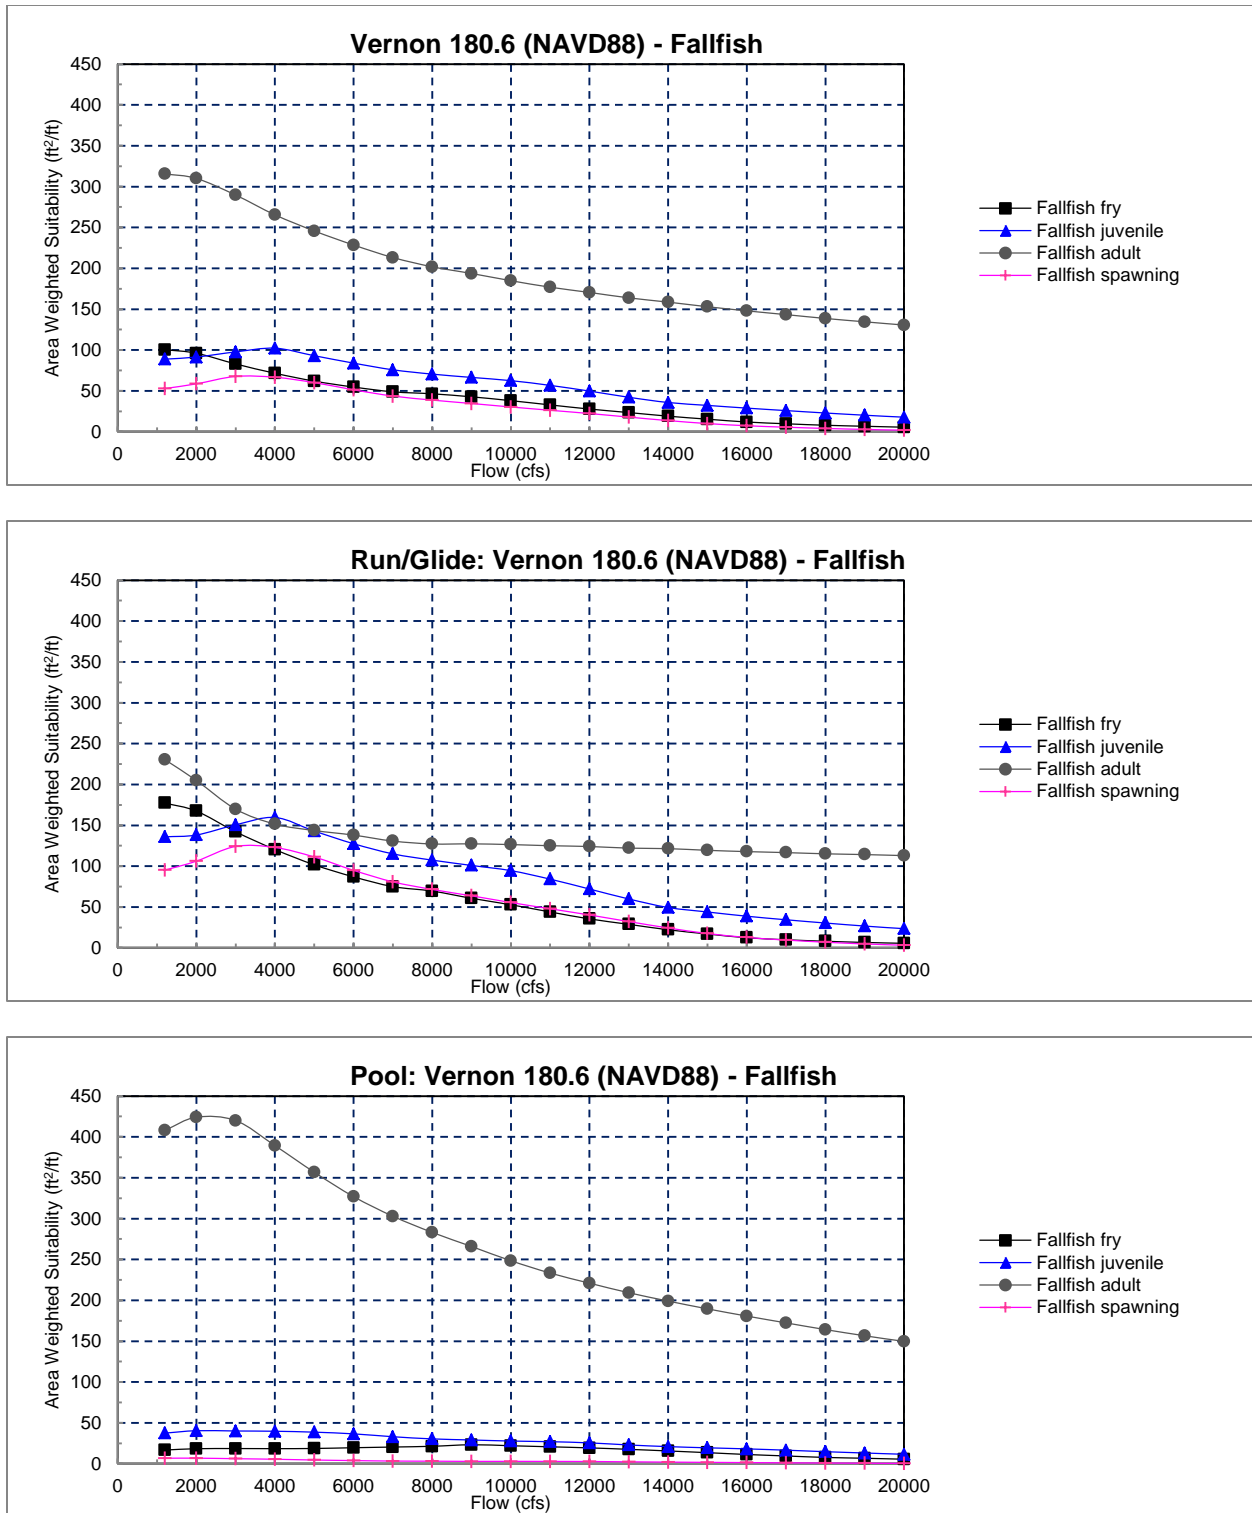 Vernon 180.6 (NAVD88) - Fallfish
450
400
350
300
250
200
150
100
50
0
Area Weighted Suitability (ft²/ft)
0 2000 4000 6000 8000 10000 12000 14000 16000 18000 20000
Flow (cfs)
Fallfish fry
Fallfish juvenile
Fallfish adult
Fallfish spawning
Run/Glide: Vernon 180.6 (NAVD88) - Fallfish
450
400
350
300
250
200
150
100
50
0
Area Weighted Suitability (ft²/ft)
0 2000 4000 6000 8000 10000 12000 14000 16000 18000 20000
Flow (cfs)
Fallfish fry
Fallfish juvenile
Fallfish adult
Fallfish spawning
Pool: Vernon 180.6 (NAVD88) - Fallfish
450
400
350
300
250
200
150
100
50
0
Area Weighted Suitability (ft²/ft)
0 2000 4000 6000 8000 10000 12000 14000 16000 18000 20000
Flow (cfs)
Fallfish fry
Fallfish juvenile
Fallfish adult
Fallfish spawning